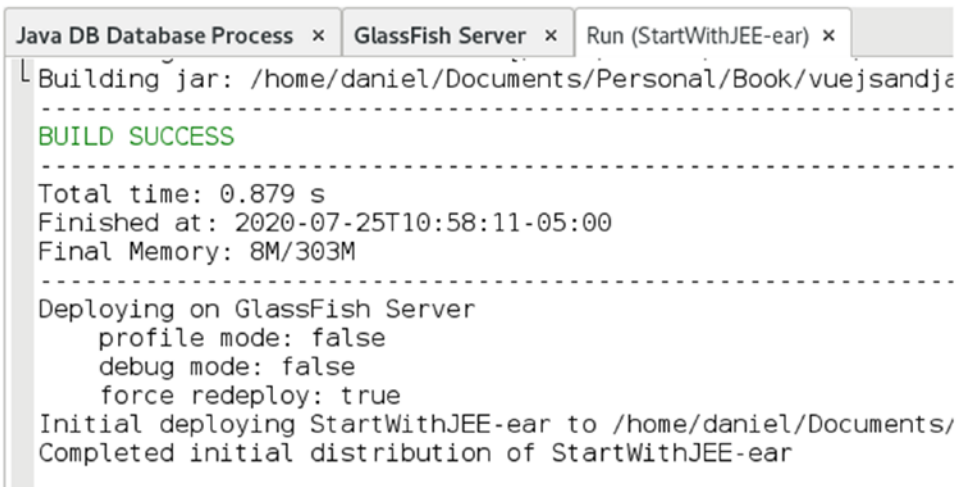 Java DB Database Process × GlassFish Server × Run (StartWithJEE-ear) ×
Building jar: /home/daniel/Documents/Personal/Book/vuejsandja
------------------------------------------------------------
BUILD SUCCESS
------------------------------------------------------------
Total time: 0.879 s
Finished at: 2020-07-25T10:58:11-05:00
Final Memory: 8M/303M
------------------------------------------------------------
Deploying on GlassFish Server
profile mode: false
debug mode: false
force redeploy: true
Initial deploying StartWithJEE-ear to /home/daniel/Documents/
Completed initial distribution of StartWithJEE-ear